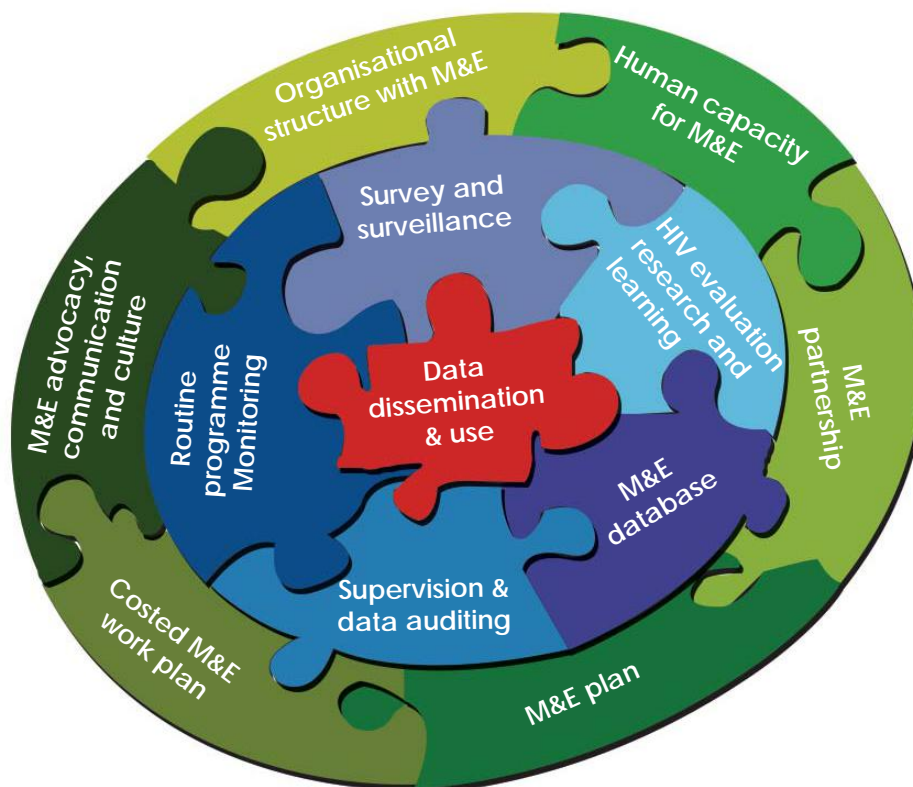 Organisational
structure with M&E
Human capacity
for M&E
M&E
partnership
M&E plan
Costed M&E
work plan
M&E advocacy,
communication
and culture
Survey and
surveillance
HIV evaluation
research and
learning
M&E
database
Supervision &
data auditing
Routine
programme
Monitoring
Data
dissemination
& use